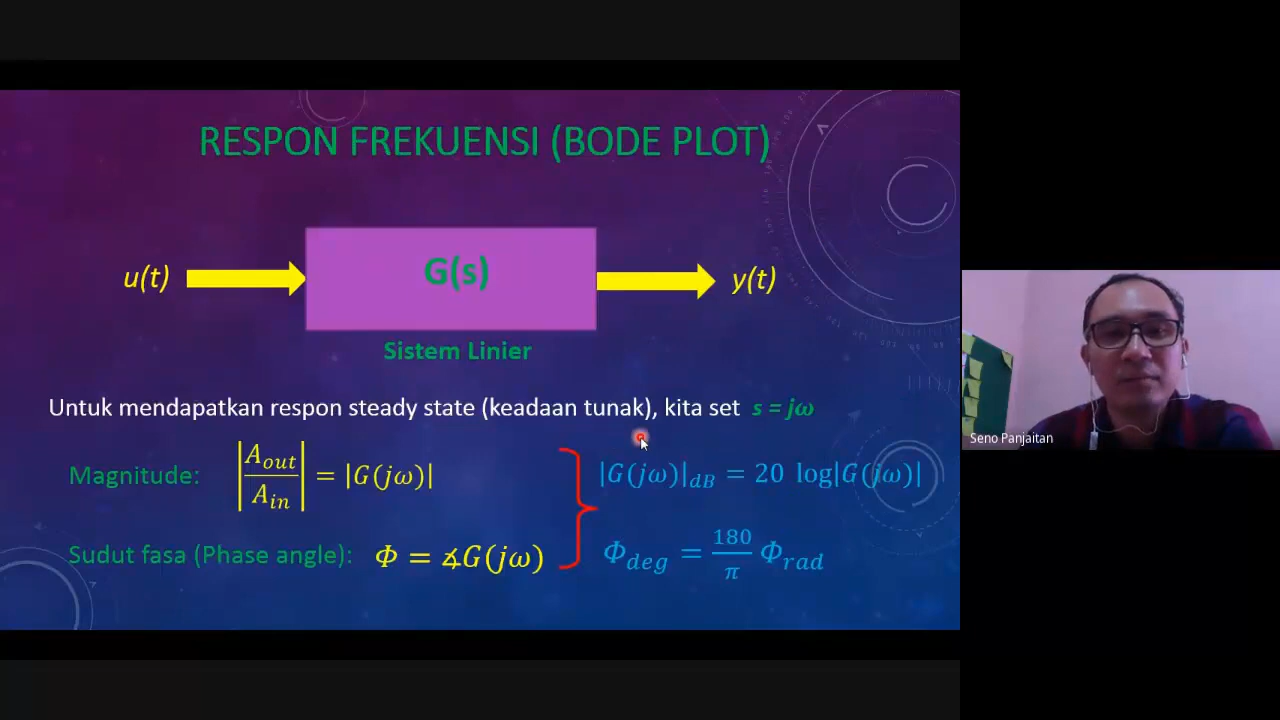 RESPON FREKUENSI (BODE PLOT)
u(t)
G(s)
y(t)
Sistem Linier
Untuk mendapatkan respon steady state (keadaan tunak), kita set s = jω
Magnitude: |A_out/A_in| = |G(jω)|
|G(jω)|_dB = 20 log|G(jω)|
Sudut fasa (Phase angle): Φ = ∡G(jω)
Φ_deg = 180/π Φ_rad
Seno Panjaitan